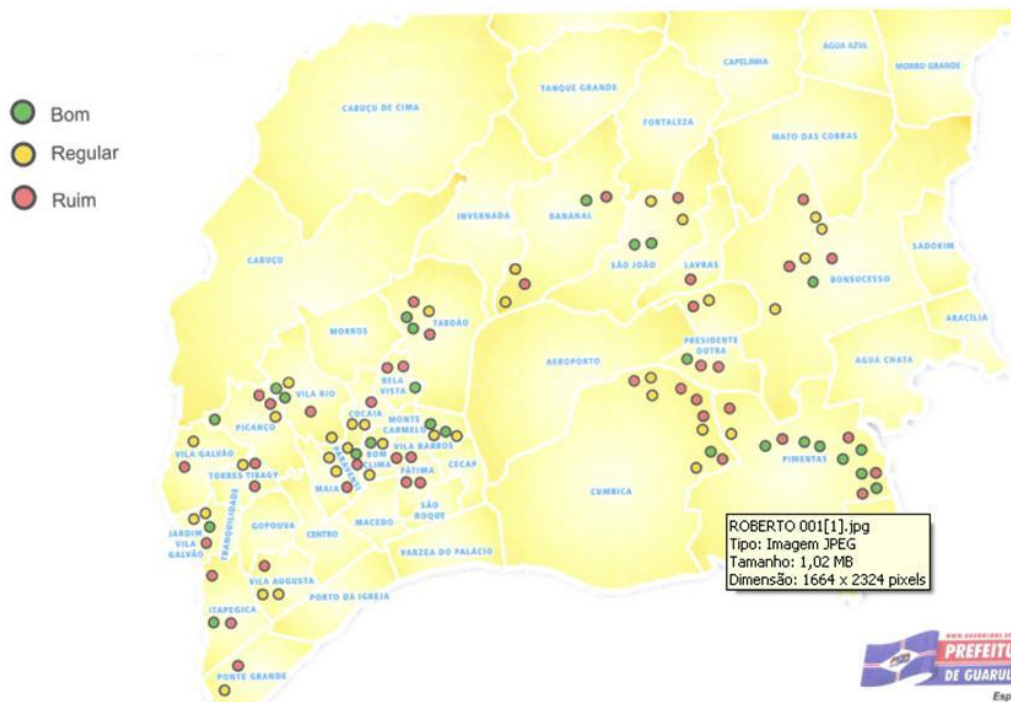 Bom
Regular
Ruim
CABUÇU DE CIMA
TANQUE GRANDE
CAPELINHA
ÁGUA AZUL
MORRO GRANDE
FORTALEZA
MATO DAS COBRAS
INVERNADA
BANANAL
SÃO JOÃO
LAVRAS
BONSUCESSO
SADOKIM
ARACÍLIA
CABUÇU
MORROS
TABOÃO
AEROPORTO
PRESIDENTE
DUTRA
ÁGUA CHATA
BELA
VISTA
VILA RIO
PICANÇO
COCAIA
MONTE
CARMELO
VILA BARROS
BOM
CLIMA
PARAVENTI
FÁTIMA
CECAP
VILA GALVÃO
TORRES TIBAGY
MAIA
SÃO
ROQUE
CUMBICA
PIMENTAS
TRANQUILIDADE
GOPOUVA
CENTRO
MACEDO
JARDIM
VILA
GALVÃO
VARZEA DO PALÁCIO
VILA AUGUSTA
PORTO DA IGREJA
ITAPEGICA
PONTE GRANDE
ROBERTO 001[1].jpg
Tipo: Imagem JPEG
Tamanho: 1,02 MB
Dimensão: 1664 x 2324 pixels
PREFEITU
DE GUARUL
Esp